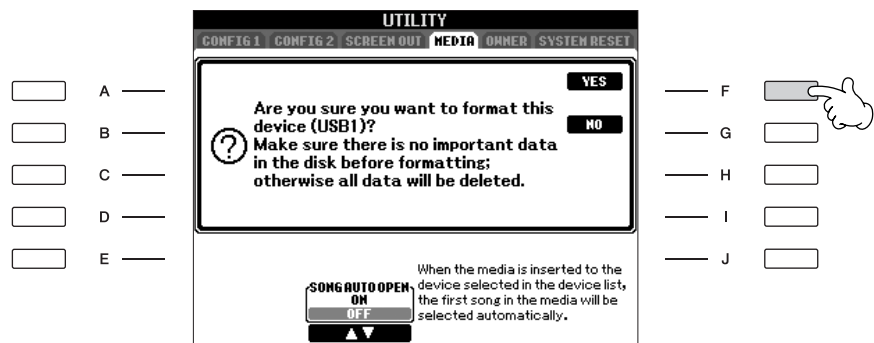 UTILITY
CONFIG 1 CONFIG 2 SCREEN OUT MEDIA OWNER SYSTEM RESET
YES
NO
Are you sure you want to format this
device (USB1)?
Make sure there is no important data
in the disk before formatting;
otherwise all data will be deleted.
A
B
C
D
E
F
G
H
I
J
SONG AUTO OPEN
ON
OFF
When the media is inserted to the
device selected in the device list,
the first song in the media will be
selected automatically.